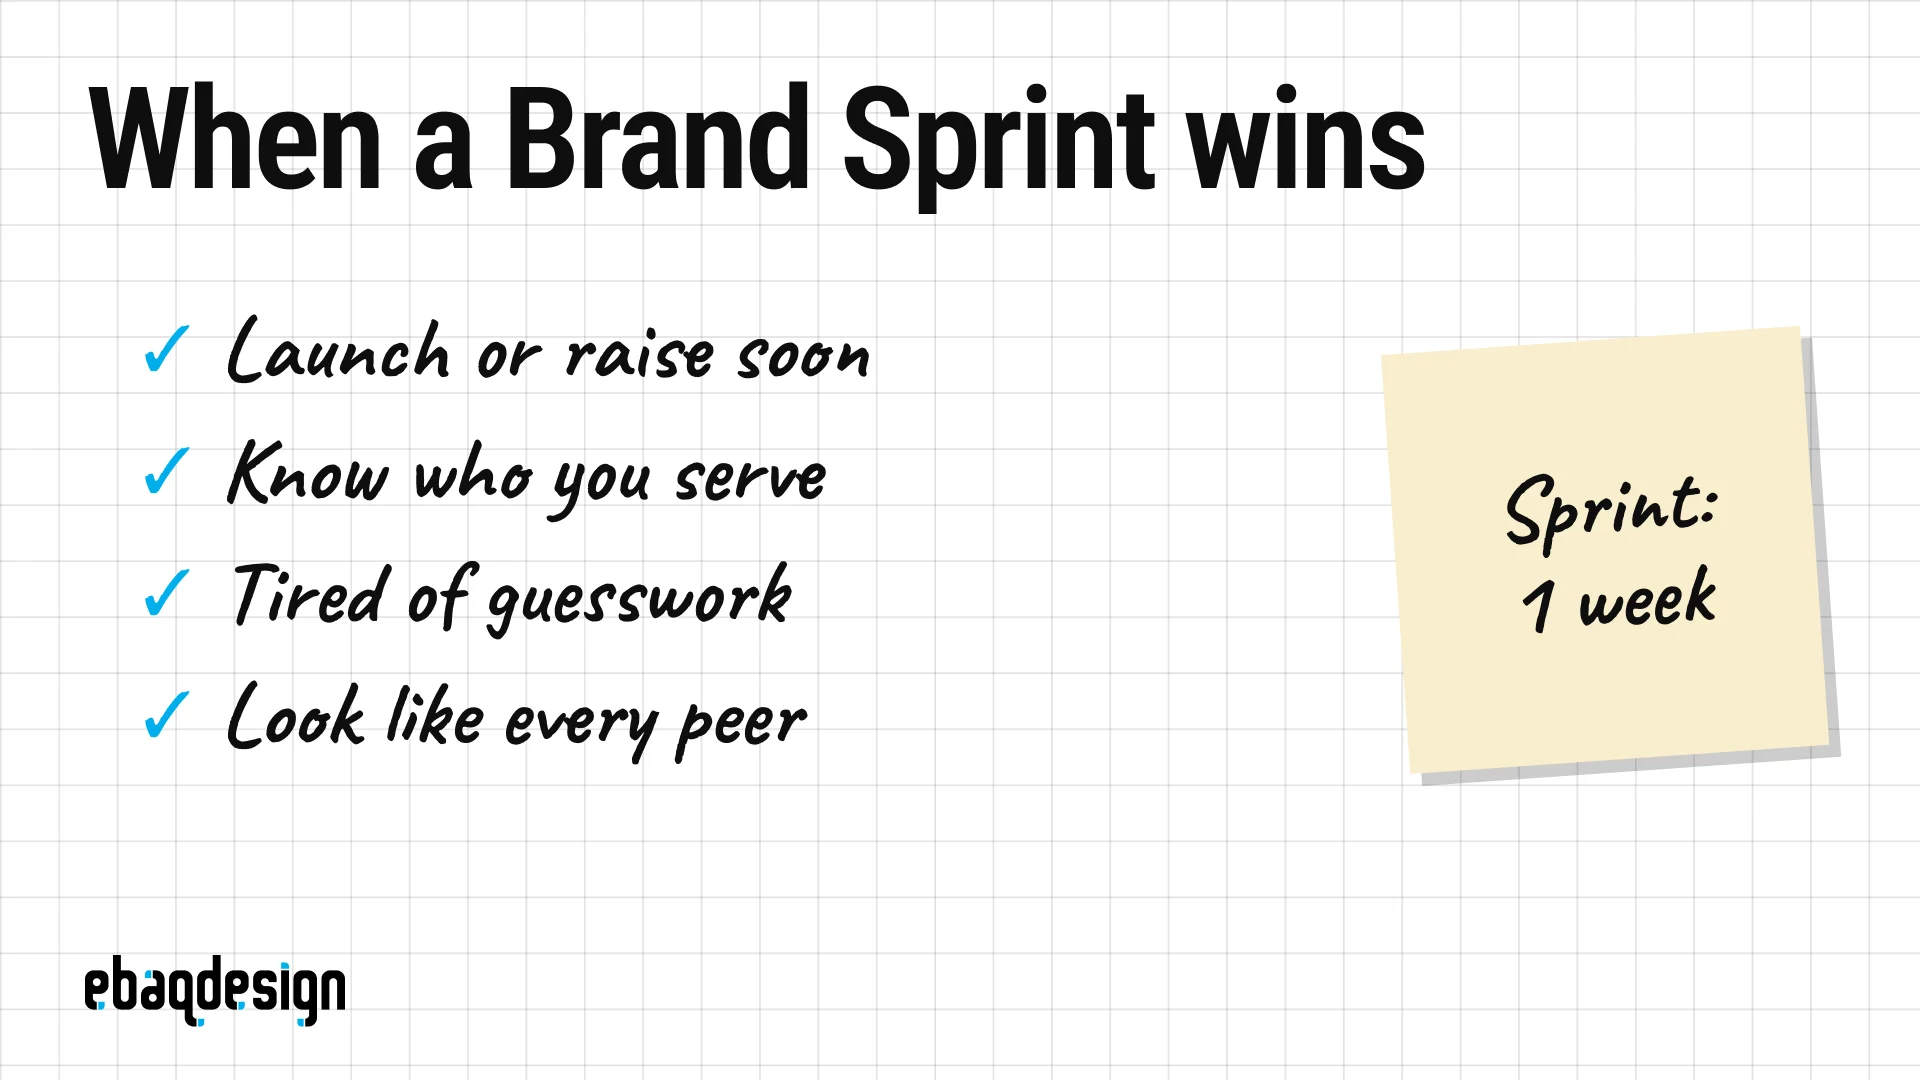 When a Brand Sprint wins
✓ Launch or raise soon
✓ Know who you serve
✓ Tired of guesswork
✓ Look like every peer
Sprint:
1 week
ebaqdesign